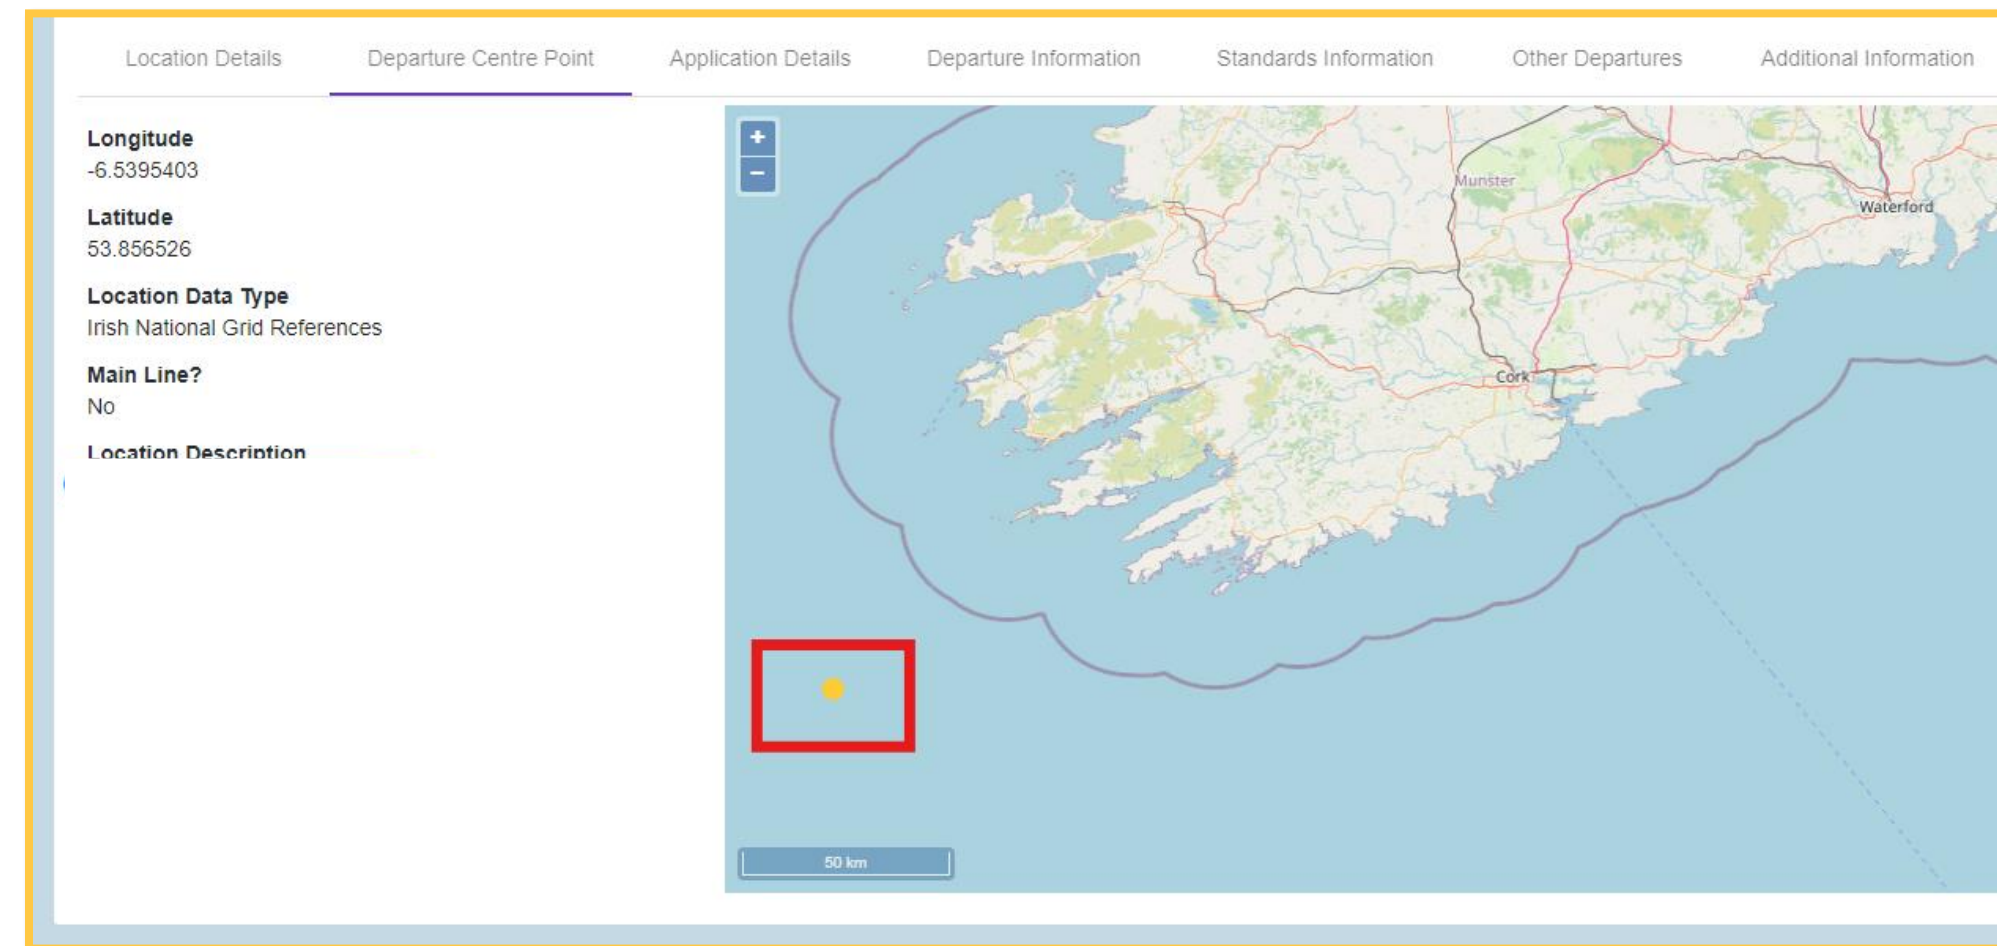 Location Details Departure Centre Point Application Details Departure Information Standards Information Other Departures Additional Information
Longitude
-6.5395403
Latitude
53.856526
Location Data Type
Irish National Grid References
Main Line?
No
Location Description
+
−
Munster
Waterford
Cork
50 km